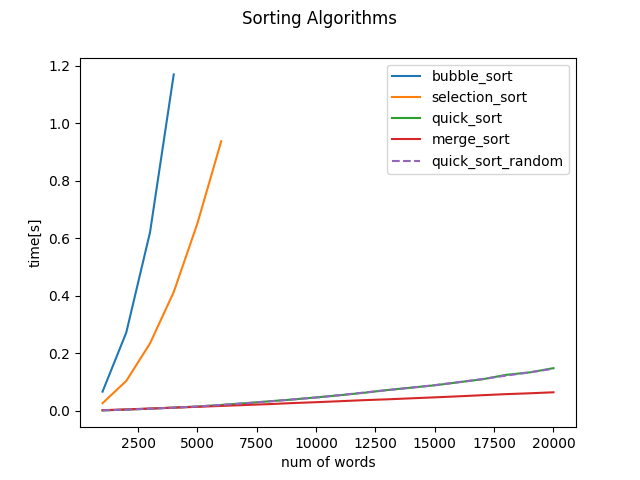 Sorting Algorithms
1.2
1.0
0.8
0.6
0.4
0.2
0.0
time[s]
bubble_sort
selection_sort
quick_sort
merge_sort
quick_sort_random
2500 5000 7500 10000 12500 15000 17500 20000
num of words